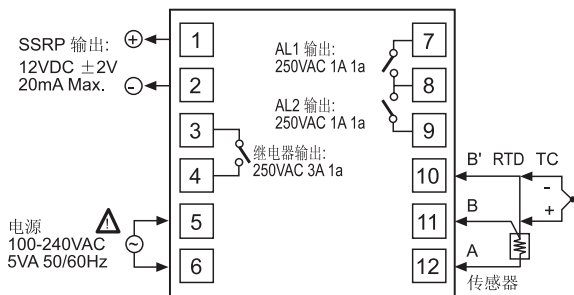 SSRP 输出:
12VDC ±2V
20mA Max.
+
-
1
2
3
4
5
6
继电器输出:
250VAC 3A 1a
电源
100-240VAC
5VA 50/60Hz
!
~
AL1 输出:
250VAC 1A 1a
AL2 输出:
250VAC 1A 1a
7
8
9
10
11
12
B' RTD TC
-
+
B
A
传感器